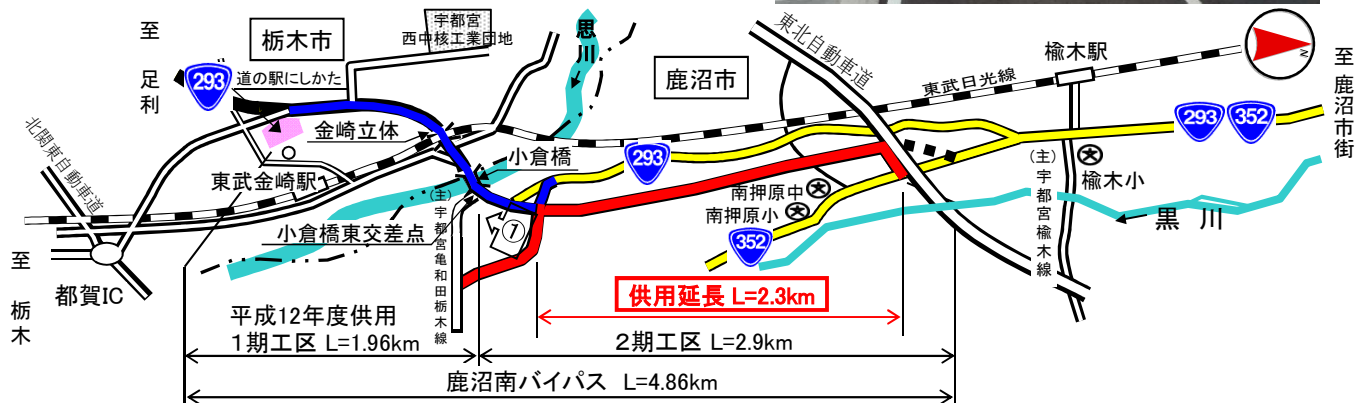 至
足
利
293
道の駅にしかた
栃木市
宇都宮
西中核工業団地
思
川
金崎立体
東武金崎駅
北関東自動車道
小倉橋
小倉橋東交差点
(主)宇都宮亀和田栃木線
①
至
栃
木
都賀IC
鹿沼市
東北自動車道
東武日光線
楡木駅
N
至
鹿
沼
市
街
293
352
293
南押原中
南押原小
352
(主)宇都宮楡木線
楡木小
黒 川
供用延長 L=2.3km
平成12年度供用
1期工区 L=1.96km
2期工区 L=2.9km
鹿沼南バイパス L=4.86km